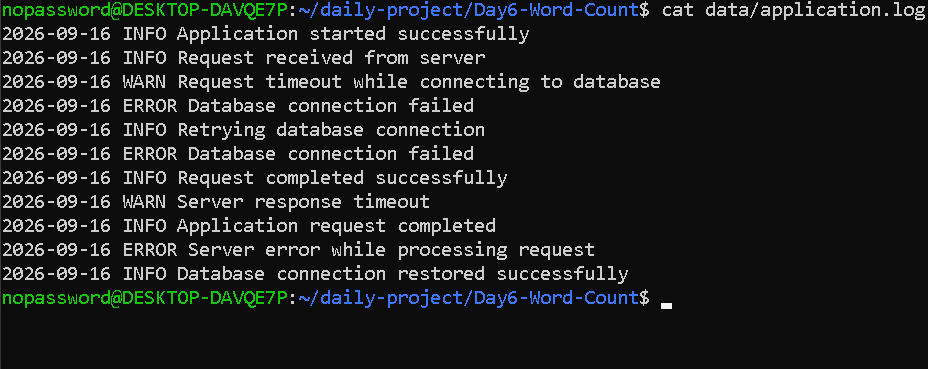 nopassword@DESKTOP-DAVQE7P:~/daily-project/Day6-Word-Count$ cat data/application.log
2026-09-16 INFO Application started successfully
2026-09-16 INFO Request received from server
2026-09-16 WARN Request timeout while connecting to database
2026-09-16 ERROR Database connection failed
2026-09-16 INFO Retrying database connection
2026-09-16 ERROR Database connection failed
2026-09-16 INFO Request completed successfully
2026-09-16 WARN Server response timeout
2026-09-16 INFO Application request completed
2026-09-16 ERROR Server error while processing request
2026-09-16 INFO Database connection restored successfully
nopassword@DESKTOP-DAVQE7P:~/daily-project/Day6-Word-Count$